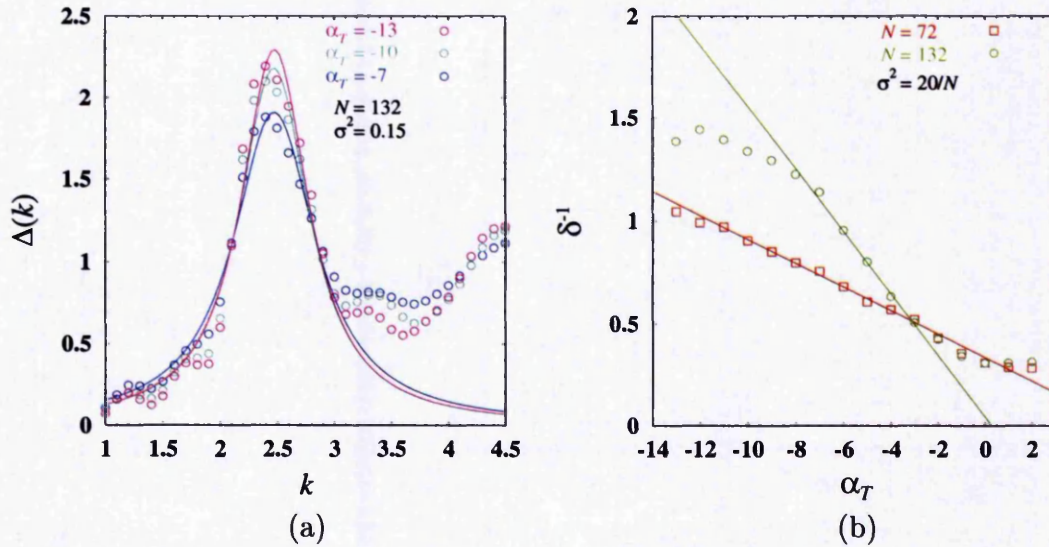 2.5
2
1.5
1
0.5
0
1 1.5 2 2.5 3 3.5 4 4.5
Δ(k)
k
α_T = -13
α_T = -10
α_T = -7
N = 132
σ² = 0.15
(a)
2
1.5
1
0.5
0
-14 -12 -10 -8 -6 -4 -2 0 2
δ⁻¹
α_T
N = 72
N = 132
σ² = 20/N
(b)